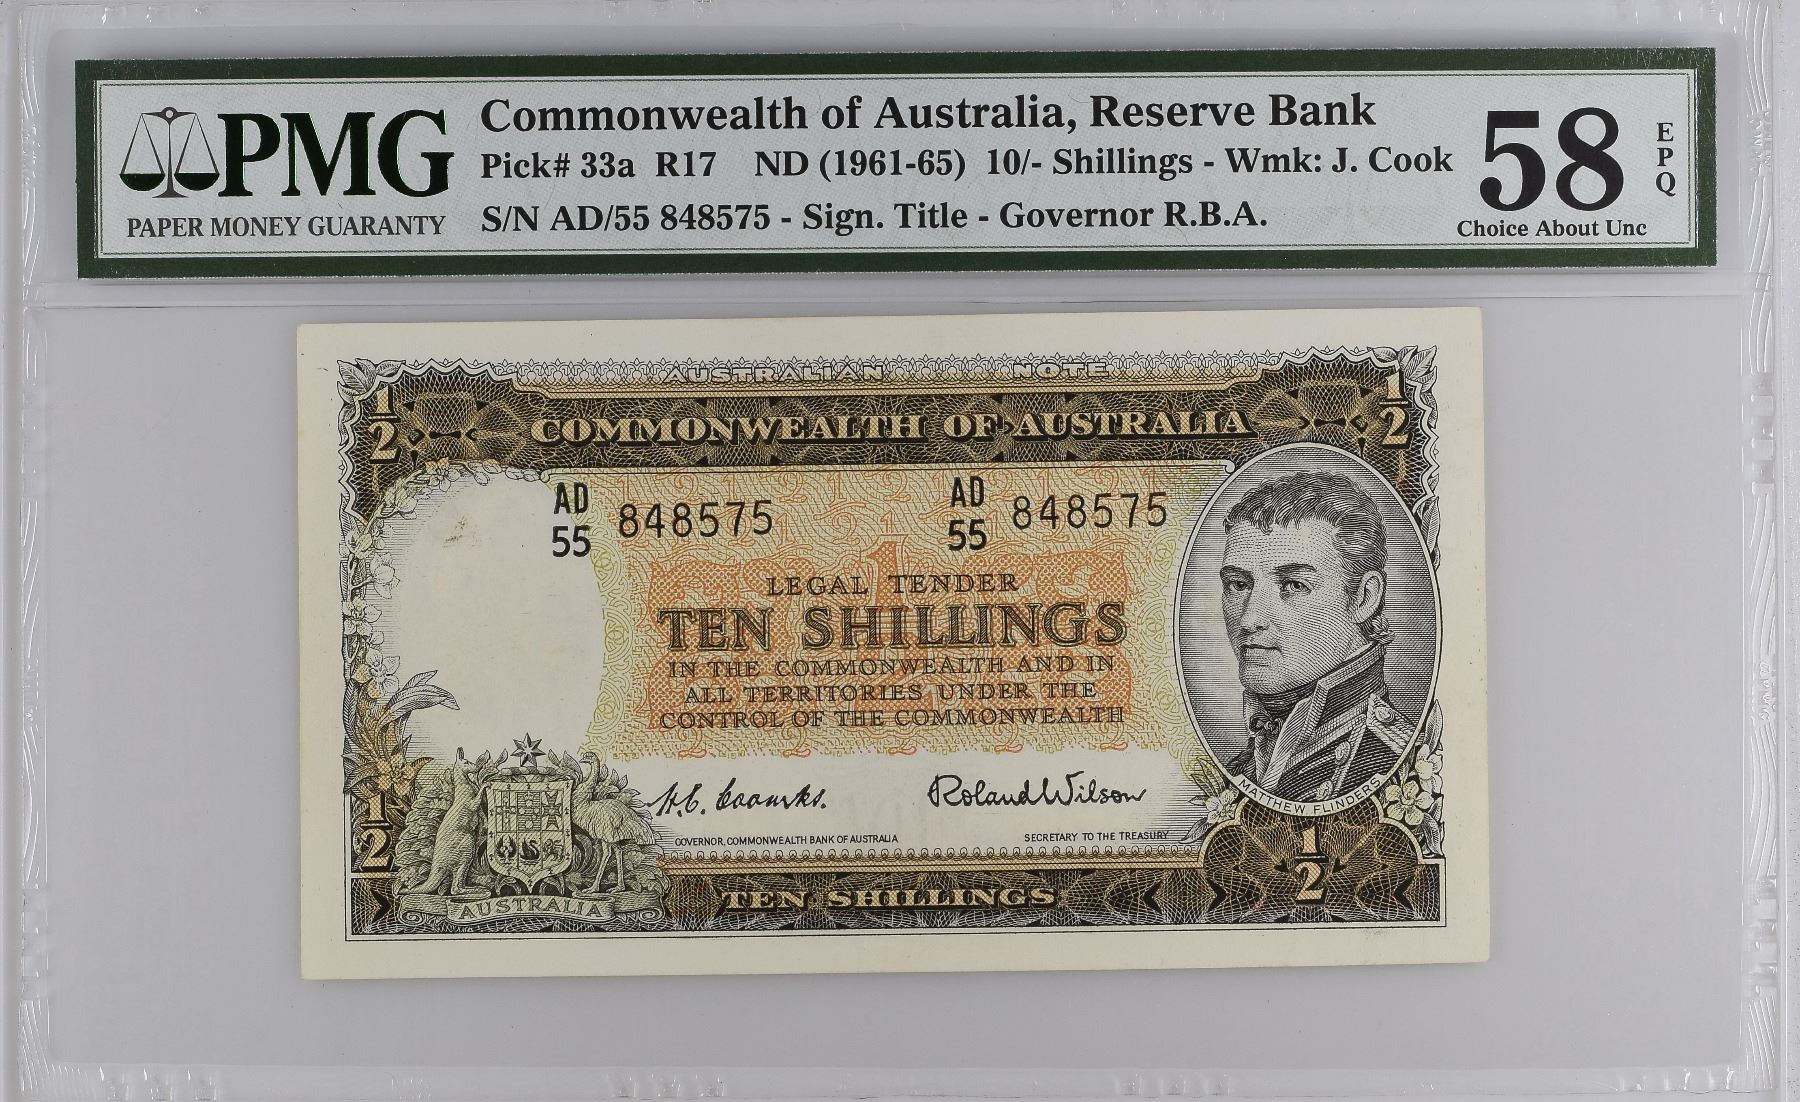 PMG
PAPER MONEY GUARANTY
Commonwealth of Australia, Reserve Bank
Pick# 33a R17 ND (1961-65) 10/- Shillings - Wmk: J. Cook
S/N AD/55 848575 - Sign. Title - Governor R.B.A.
58
EPQ
Choice About Unc
AUSTRALIAN NOTE
1/2
COMMONWEALTH OF AUSTRALIA
1/2
AD 55 848575
AD 55 848575
LEGAL TENDER
TEN SHILLINGS
IN THE COMMONWEALTH AND IN
ALL TERRITORIES UNDER THE
CONTROL OF THE COMMONWEALTH
H.C. Coombs.
Roland Wilson
GOVERNOR, COMMONWEALTH BANK OF AUSTRALIA
SECRETARY TO THE TREASURY
MATTHEW FLINDERS
1/2
AUSTRALIA
TEN SHILLINGS
1/2